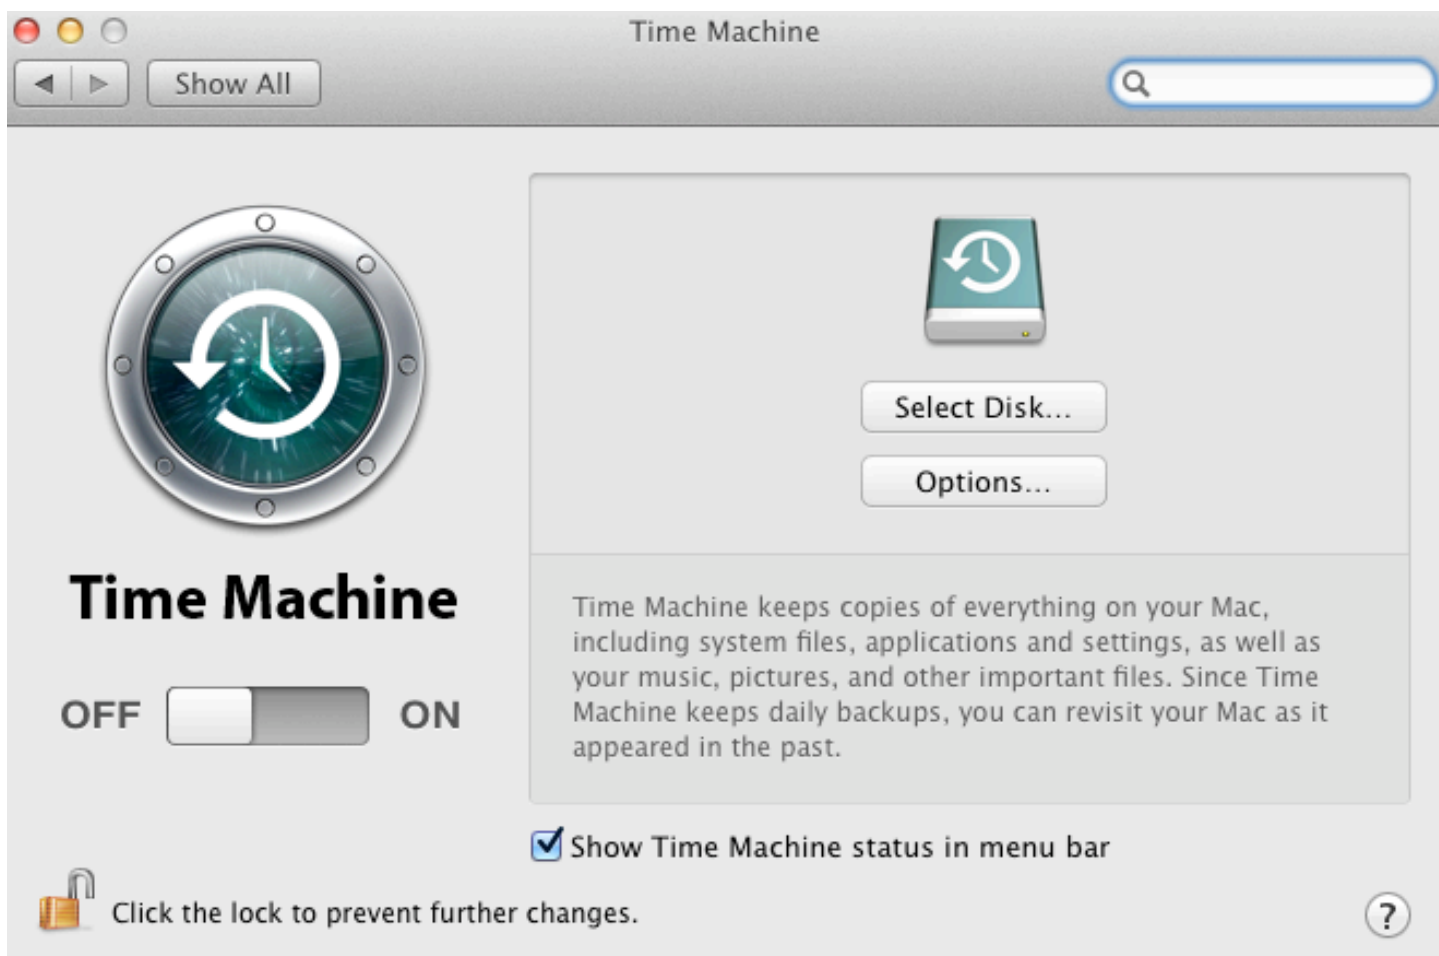 Time Machine
Show All
Select Disk...
Options...
Time Machine
Time Machine keeps copies of everything on your Mac,
including system files, applications and settings, as well as
your music, pictures, and other important files. Since Time
Machine keeps daily backups, you can revisit your Mac as it
appeared in the past.
OFF ON
Show Time Machine status in menu bar
Click the lock to prevent further changes.
?